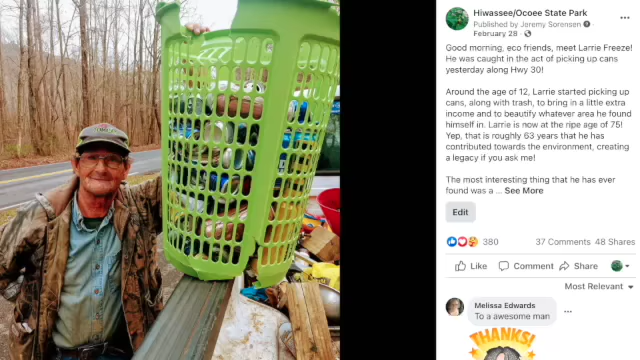 Hiwassee/Ocoee State Park
Published by Jeremy Sorensen
February 28
Good morning, eco friends, meet Larrie Freeze!
He was caught in the act of picking up cans
yesterday along Hwy 30!
Around the age of 12, Larrie started picking up
cans, along with trash, to bring in a little extra
income and to beautify whatever area he found
himself in. Larrie is now at the ripe age of 75!
Yep, that is roughly 63 years that he has
contributed towards the environment, creating
a legacy if you ask me!
The most interesting thing that he has ever
found was a ... See More
Edit
380
37 Comments 48 Shares
Like Comment Share
Most Relevant
Melissa Edwards
To a awesome man
THANKS!